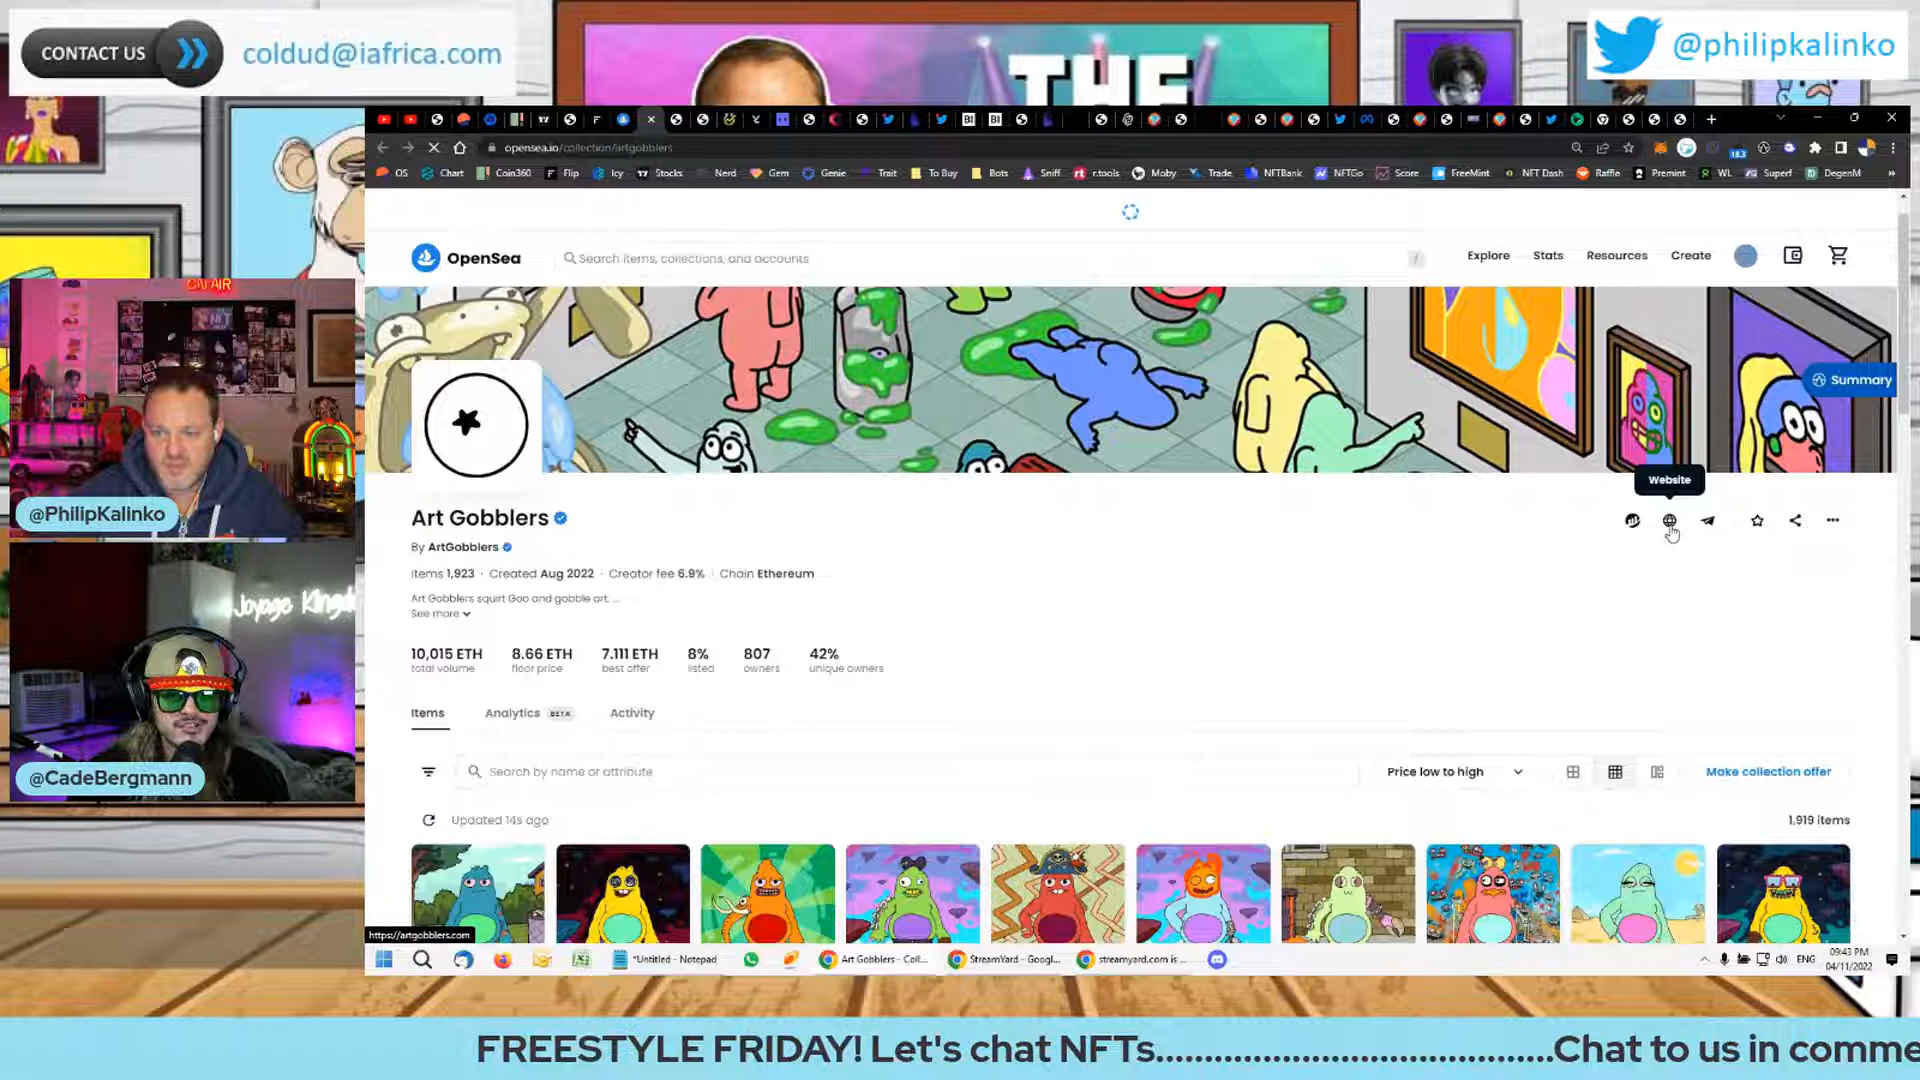 CONTACT US
coldud@iafrica.com
THE
@philipkalinko
opensea.io/collection/artgobblers
OS Chart Coin360 Flip Icy Stocks Nerd Gem Genie Trait To Buy Bots Sniff r.tools Moby Trade NFTBank NFTGo Score FreeMint NFT Dash Raffle Premint WL Superf DegenM
OpenSea
Search items, collections, and accounts
/
Explore Stats Resources Create
Summary
Website
ON AIR
@PhilipKalinko
@CadeBergmann
Art Gobblers
By ArtGobblers
Items 1,923 · Created Aug 2022 · Creator fee 6.9% · Chain Ethereum
Art Gobblers squirt Goo and gobble art. ...
See more
10,015 ETH 8.66 ETH 7.111 ETH 8% 807 42%
total volume floor price best offer listed owners unique owners
Items Analytics BETA Activity
Search by name or attribute
Price low to high
Make collection offer
Updated 14s ago
1,919 items
https://artgobblers.com
*Untitled - Notepad
Art Gobblers - Coll...
StreamYard - Googl...
streamyard.com is ...
ENG
09:43 PM
04/11/2022
FREESTYLE FRIDAY! Let's chat NFTs.......................................Chat to us in comme